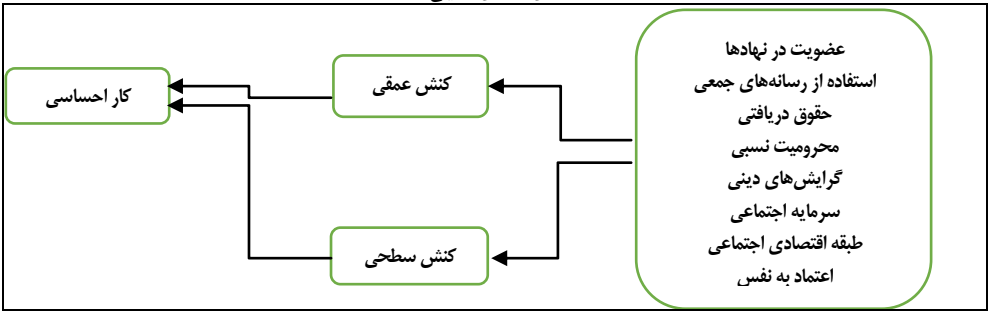 عضویت در نهادها
استفاده از رسانه‌های جمعی
حقوق دریافتی
محرومیت نسبی
گرایش‌های دینی
سرمایه اجتماعی
طبقه اقتصادی اجتماعی
اعتماد به نفس
کنش عمقی
کنش سطحی
کار احساسی